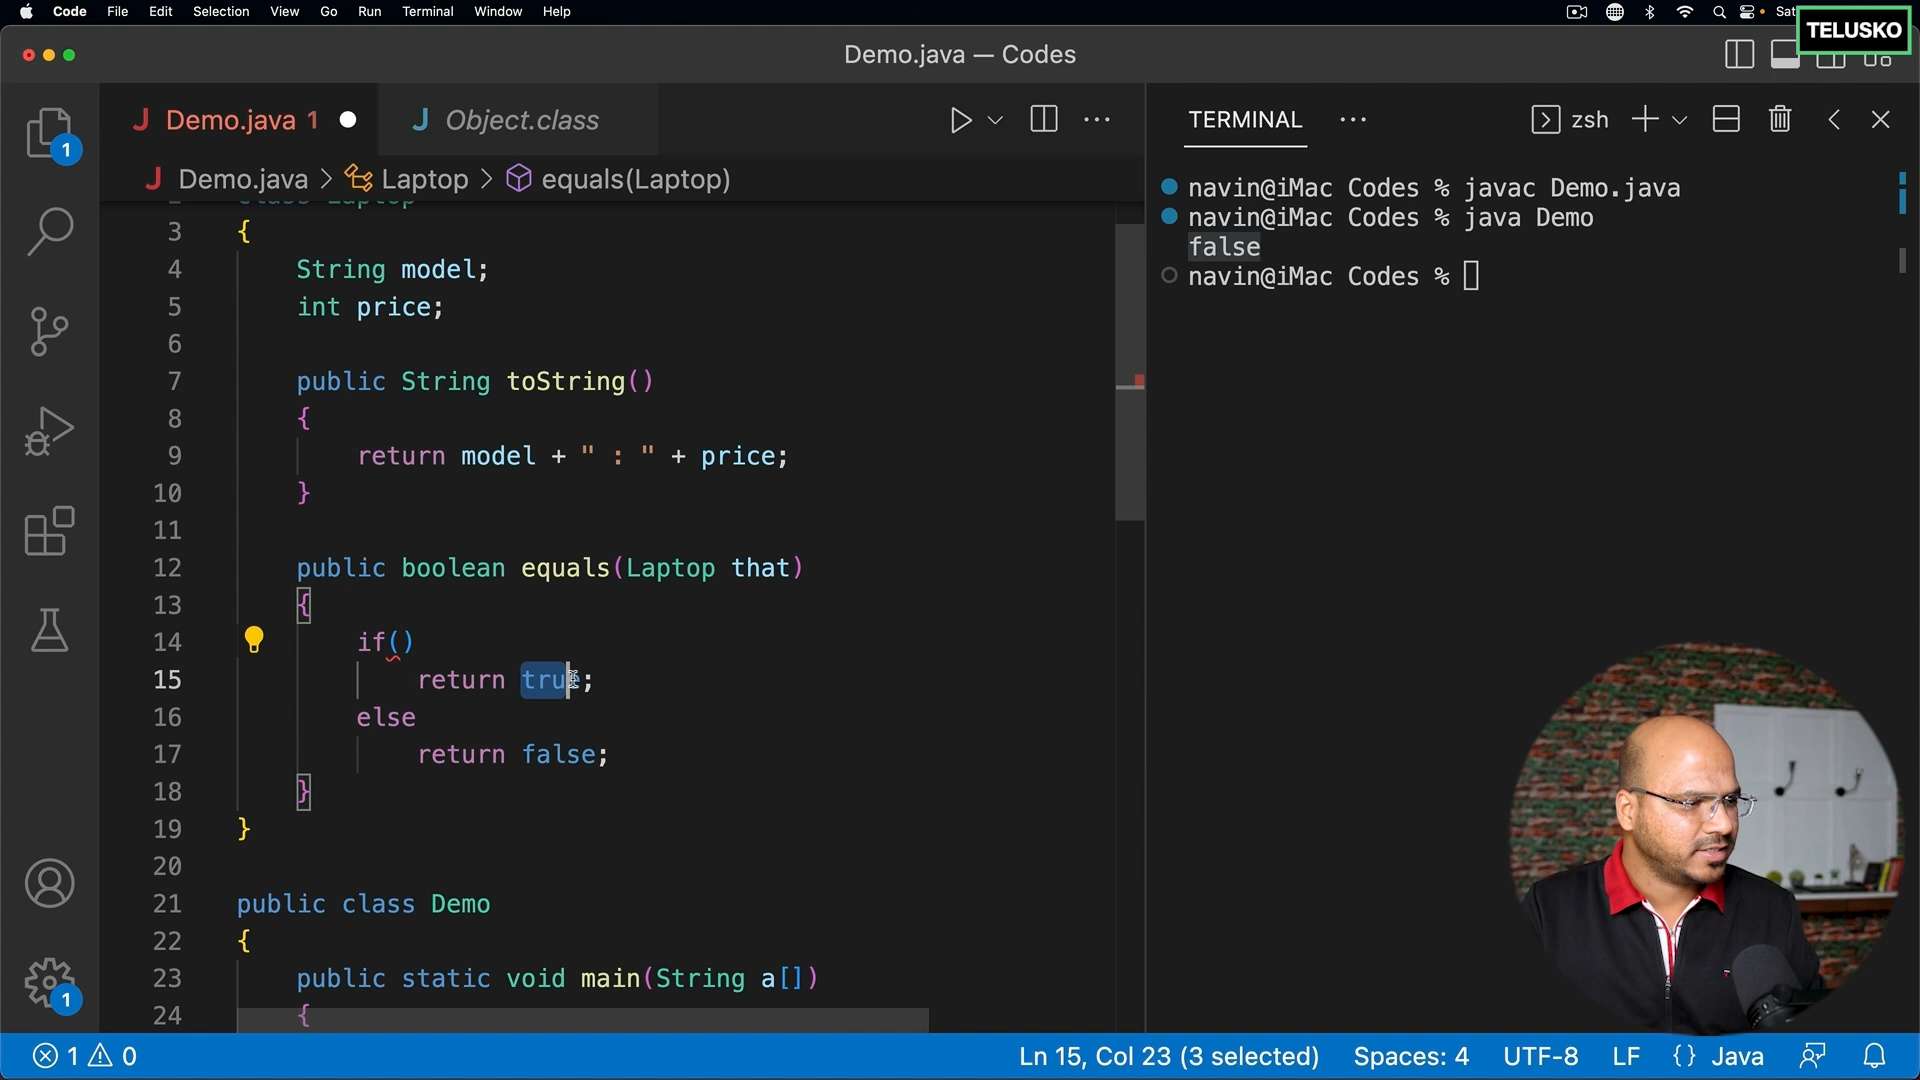 Code File Edit Selection View Go Run Terminal Window Help
TELUSKO
Demo.java — Codes
Demo.java 1
Object.class
TERMINAL
zsh
Demo.java > Laptop > equals(Laptop)
3 {
4 String model;
5 int price;
6
7 public String toString()
8 {
9 return model + " : " + price;
10 }
11
12 public boolean equals(Laptop that)
13 {
14 if()
15 return true;
16 else
17 return false;
18 }
19 }
20
21 public class Demo
22 {
23 public static void main(String a[])
24 {
navin@iMac Codes % javac Demo.java
navin@iMac Codes % java Demo
false
navin@iMac Codes %
1
1
1 0
Ln 15, Col 23 (3 selected) Spaces: 4 UTF-8 LF {} Java